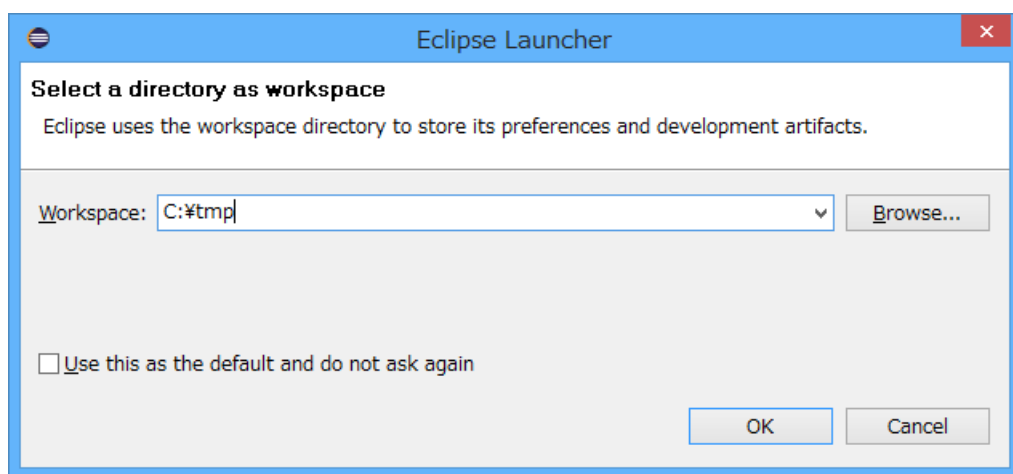 Eclipse Launcher
Select a directory as workspace
Eclipse uses the workspace directory to store its preferences and development artifacts.
Workspace: C:¥tmp Browse...
Use this as the default and do not ask again
OK Cancel